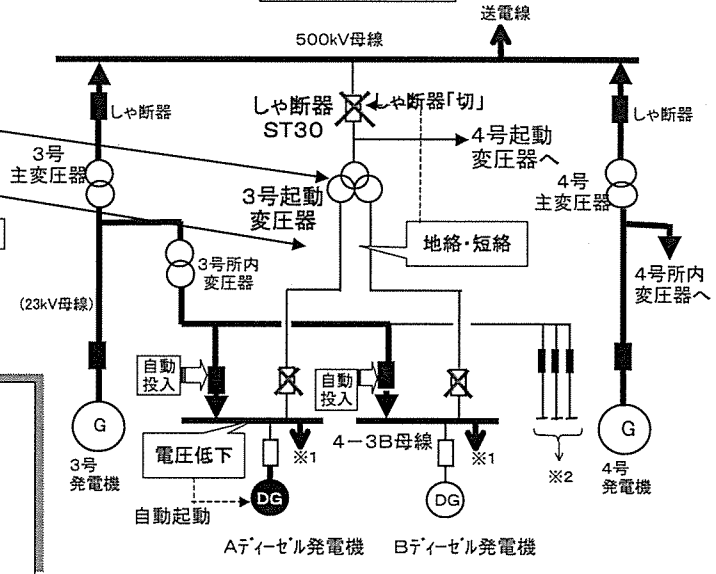 送電線
500kV母線
しゃ断器
しゃ断器
ST30
しゃ断器「切」
しゃ断器
3号
主変圧器
4号起動
変圧器へ
3号起動
変圧器
4号
主変圧器
地絡・短絡
3号所内
変圧器
4号所内
変圧器へ
(23kV母線)
自動
投入
自動
投入
G
3号
発電機
電圧低下
※1
4－3B母線
※1
※2
G
4号
発電機
DG
自動起動
DG
Aディーゼル発電機
Bディーゼル発電機